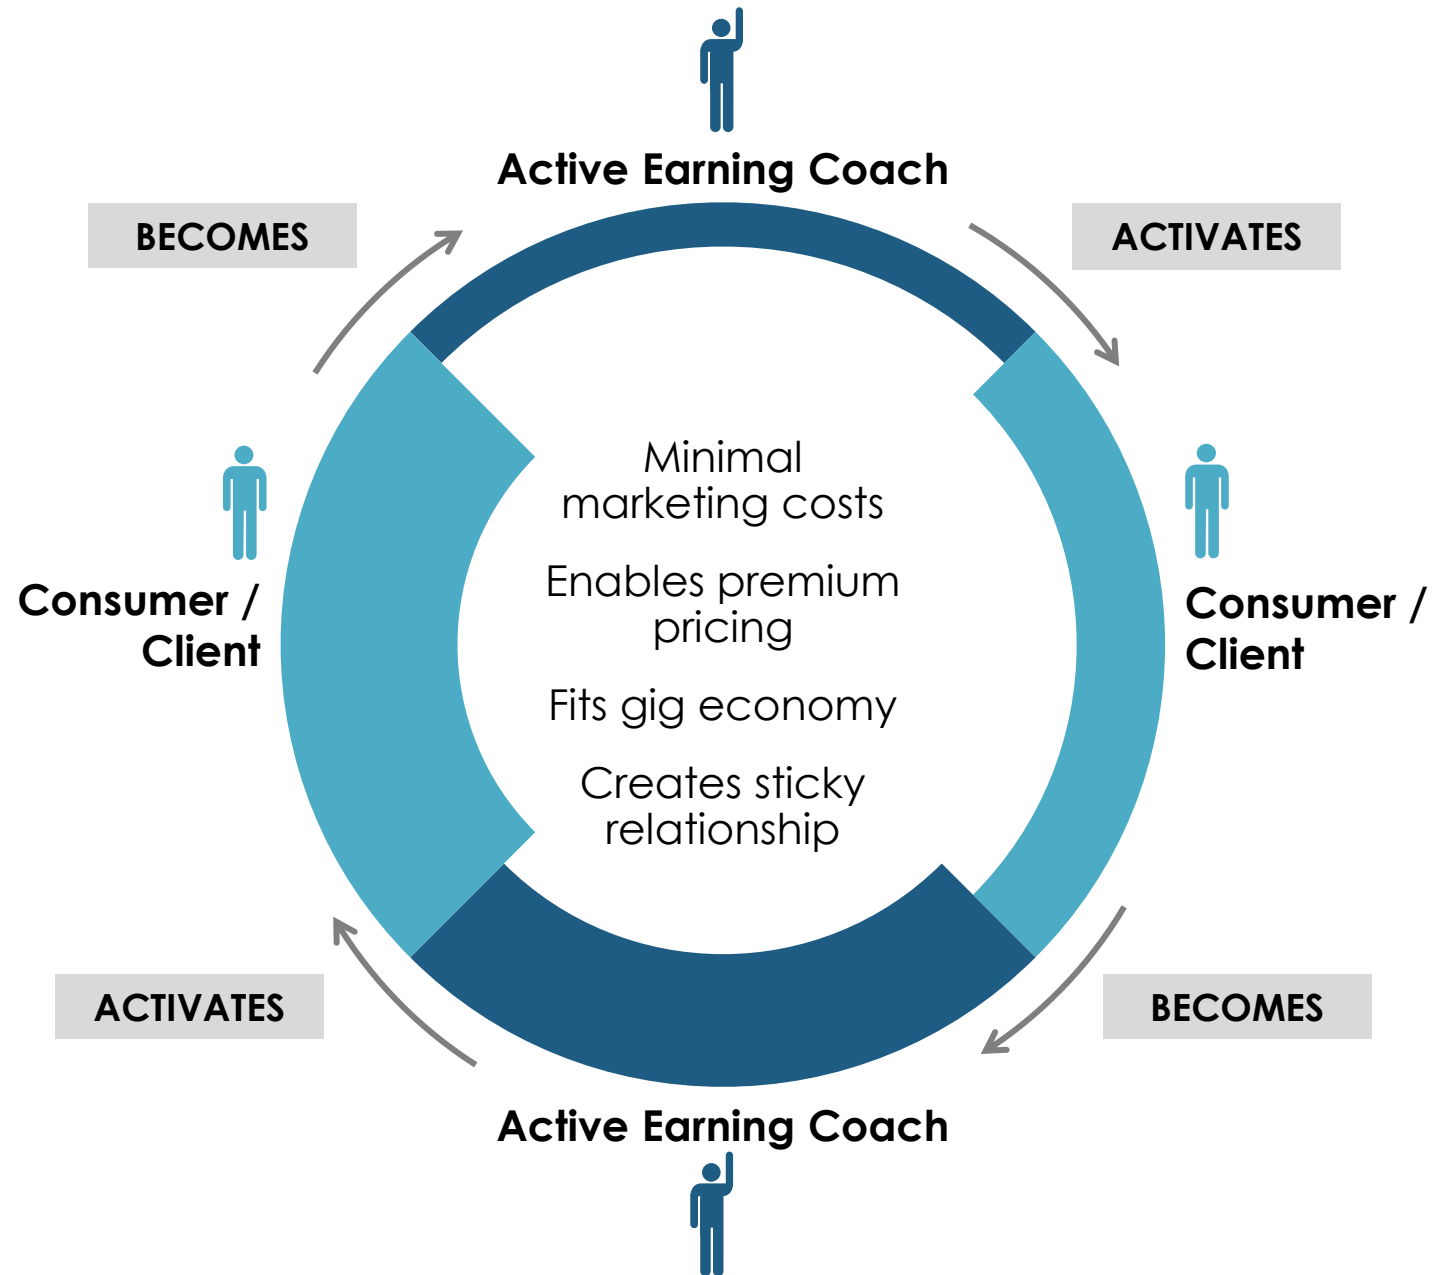 Active Earning Coach
BECOMES
ACTIVATES
Minimal
marketing costs
Enables premium
pricing
Fits gig economy
Creates sticky
relationship
Consumer /
Client
Consumer /
Client
ACTIVATES
BECOMES
Active Earning Coach